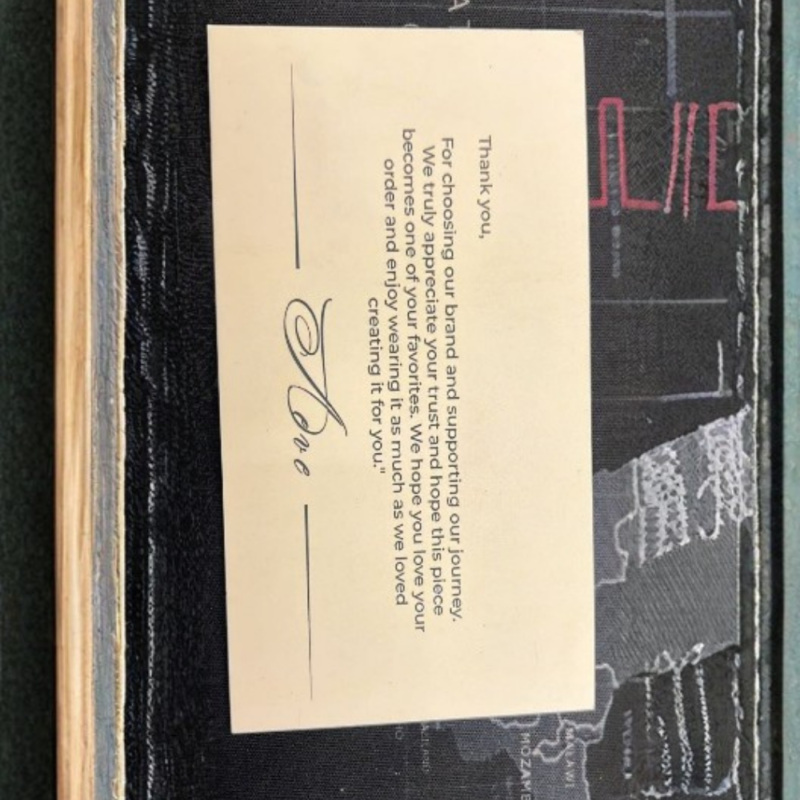 Thank you,
For choosing our brand and supporting our journey.
We truly appreciate your trust and hope this piece
becomes one of your favorites. We hope you love your
order and enjoy wearing it as much as we loved
creating it for you."
MALAWI